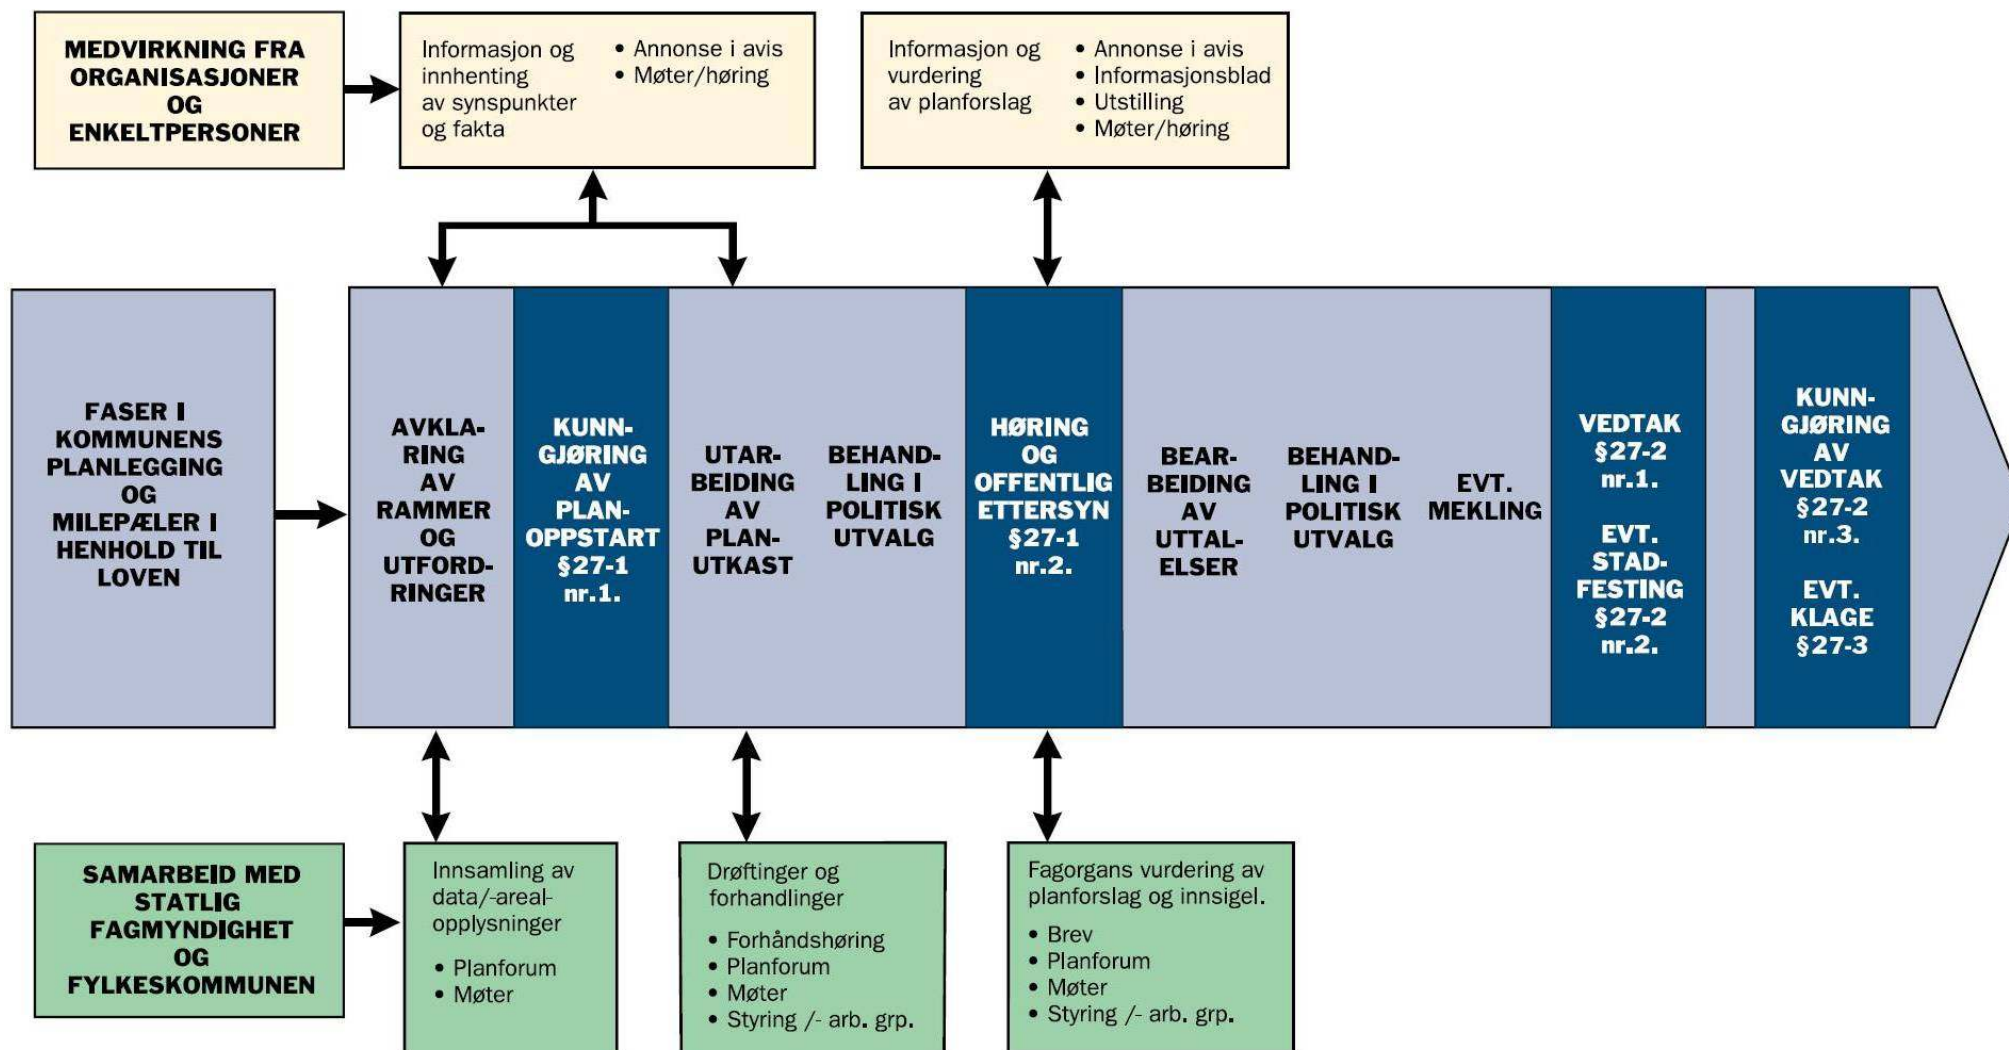 MEDVIRKNING FRA
ORGANISASJONER
OG
ENKELTPERSONER
Informasjon og
innhenting
av synspunkter
og fakta
• Annonse i avis
• Møter/høring
Informasjon og
vurdering
av planforslag
• Annonse i avis
• Informasjonsblad
• Utstilling
• Møter/høring
FASER I
KOMMUNENS
PLANLEGGING
OG
MILEPÆLER I
HENHOLD TIL
LOVEN
AVKLA-
RING
AV
RAMMER
OG
UTFORD-
RINGER
KUNN-
GJØRING
AV
PLAN-
OPPSTART
§27-1
nr.1.
UTAR-
BEIDING
AV
PLAN-
UTKAST
BEHAND-
LING I
POLITISK
UTVALG
HØRING
OG
OFFENTLIG
ETTERSYN
§27-1
nr.2.
BEAR-
BEIDING
AV
UTTAL-
ELSER
BEHAND-
LING I
POLITISK
UTVALG
EVT.
MEKLING
VEDTAK
§27-2
nr.1.
EVT.
STAD-
FESTING
§27-2
nr.2.
KUNN-
GJØRING
AV
VEDTAK
§27-2
nr.3.
EVT.
KLAGE
§27-3
SAMARBEID MED
STATLIG
FAGMYNDIGHET
OG
FYLKESKOMMUNEN
Innsamling av
data/-areal-
opplysninger
• Planforum
• Møter
Drøftinger og
forhandlinger
• Forhåndshøring
• Planforum
• Møter
• Styring /- arb. grp.
Fagorgans vurdering av
planforslag og innsigel.
• Brev
• Planforum
• Møter
• Styring /- arb. grp.